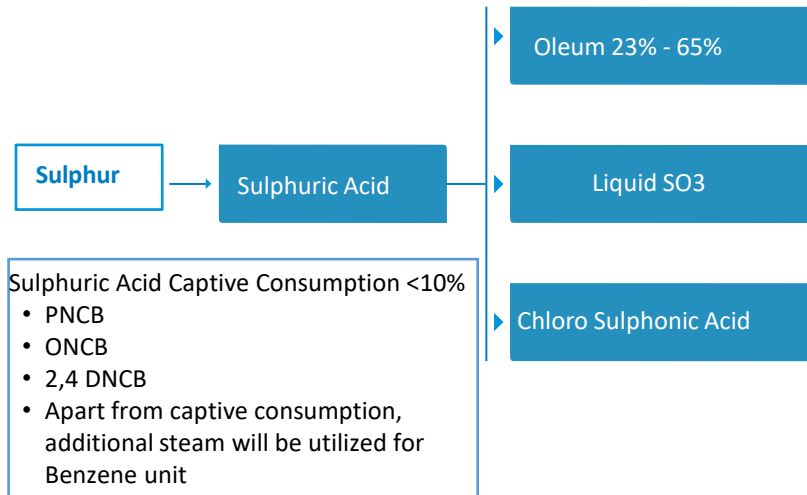 Oleum 23% - 65%
Sulphur
Sulphuric Acid
Liquid SO3
Sulphuric Acid Captive Consumption <10%
• PNCB
• ONCB
• 2,4 DNCB
• Apart from captive consumption,
additional steam will be utilized for
Benzene unit
Chloro Sulphonic Acid